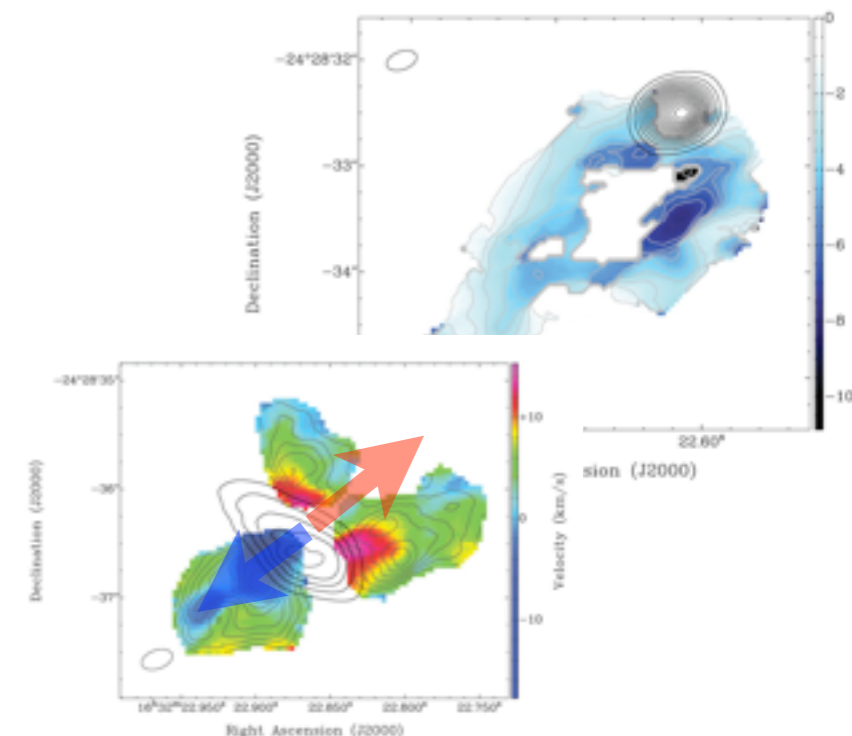 -24°28'32"
-33"
-34"
Declination (J2000)
0
-2
-4
-6
-8
-10
22.60ˢ
sion (J2000)
-24°28'35"
-36"
-37"
Declination (J2000)
+10
0
-10
Velocity (km/s)
16ʰ32ᵐ22.950ˢ 22.900ˢ 22.850ˢ 22.800ˢ 22.750ˢ
Right Ascension (J2000)